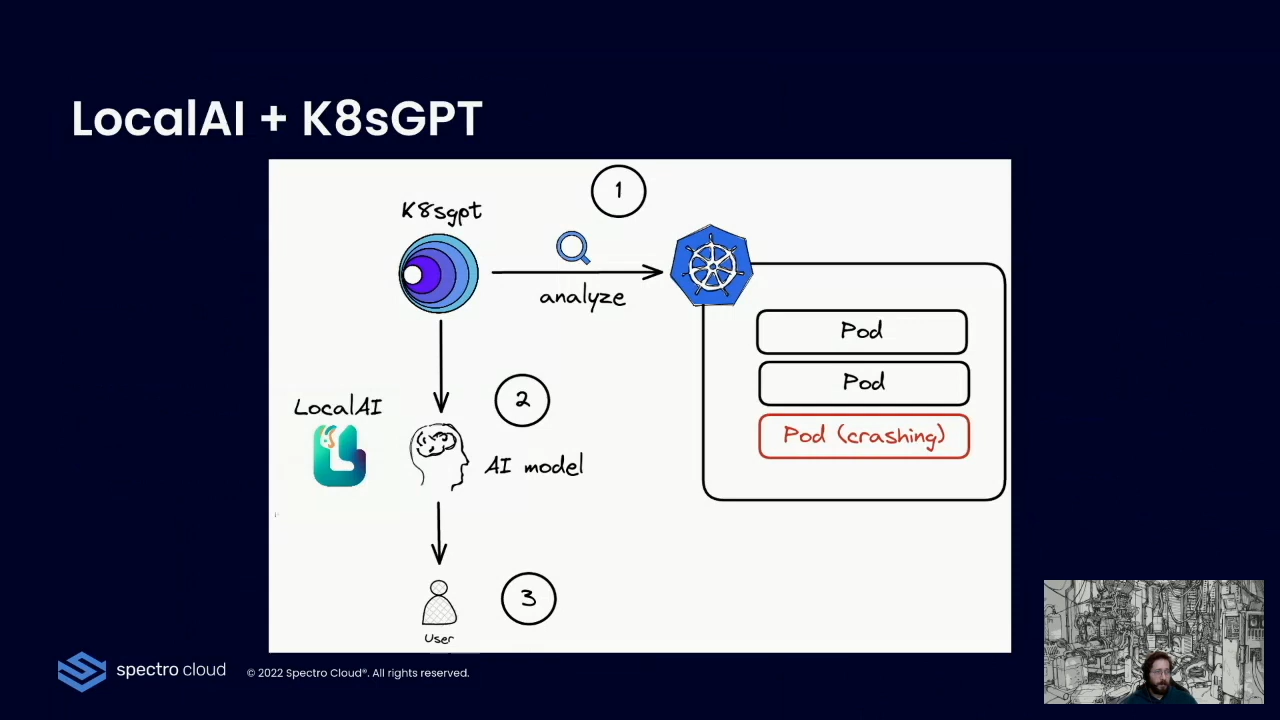 LocalAI + K8sGPT
1
K8sgpt
analyze
Pod
Pod
Pod (crashing)
2
LocalAI
AI model
3
User
spectro cloud
© 2022 Spectro Cloud®. All rights reserved.